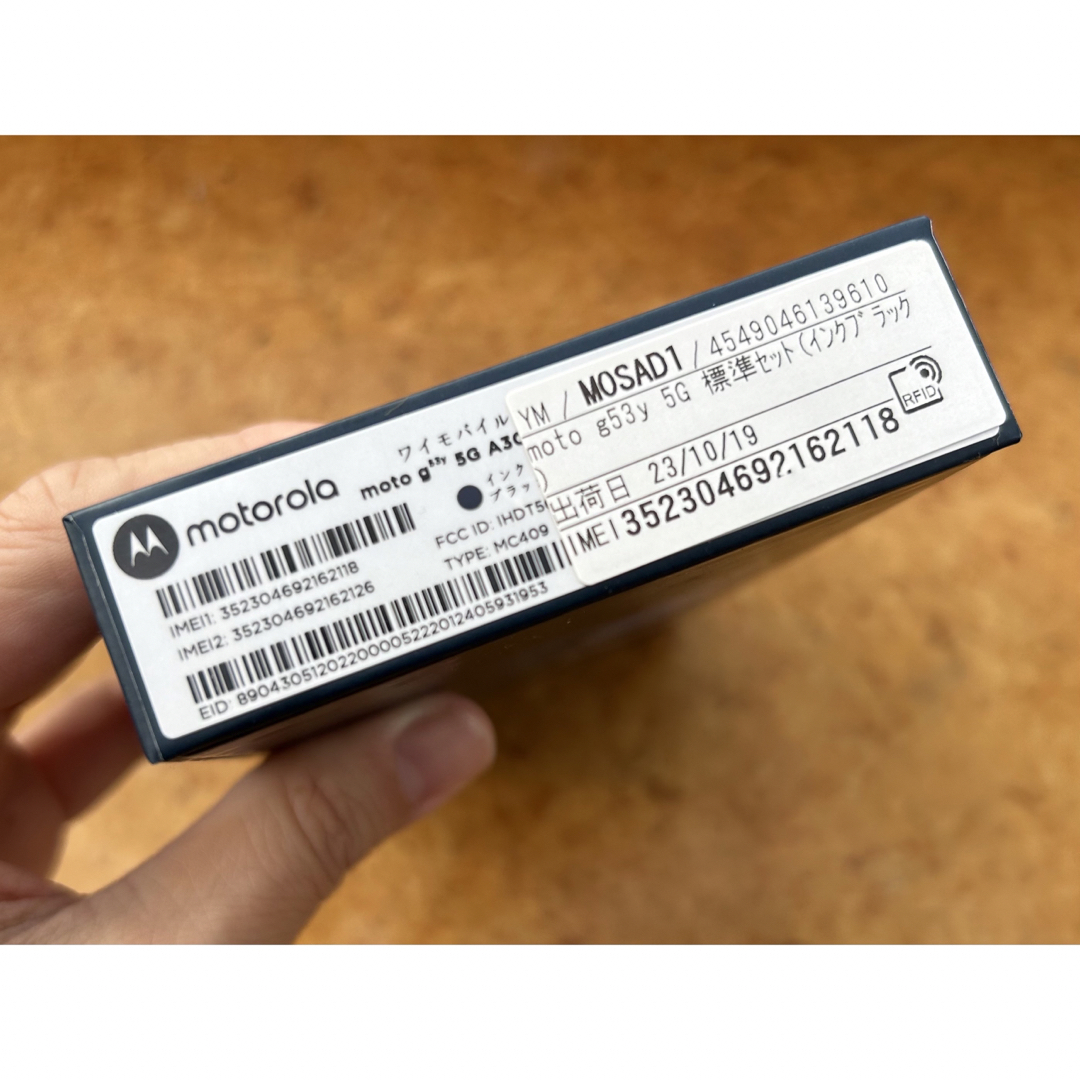 motorola
ワイモバイル
moto g53y 5G
インク
ブラッ
IMEI1: 352304692162118
IMEI2: 352304692162126
FCC ID: IHDT5
TYPE: MC409
EID: 89043051202200005222012405931953
YM / MOSAD1 / 4549046139610
moto g53y 5G 標準セット(インクブラック
)
出荷日 23/10/19
IMEI 352304692162118
RFID